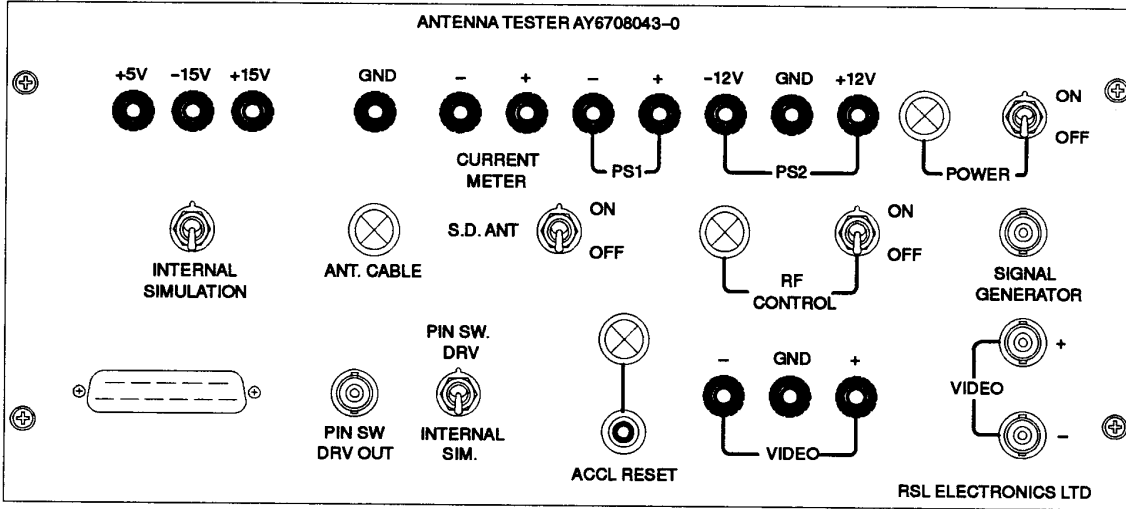 ANTENNA TESTER AY6708043-0
+5V -15V +15V GND - + - + -12V GND +12V
ON
OFF
CURRENT
METER
PS1
PS2
POWER
INTERNAL
SIMULATION
ANT. CABLE
S.D. ANT
ON
OFF
ON
OFF
RF
CONTROL
SIGNAL
GENERATOR
PIN SW.
DRV
PIN SW
DRV OUT
INTERNAL
SIM.
ACCL RESET
- GND +
VIDEO
+
VIDEO
-
RSL ELECTRONICS LTD